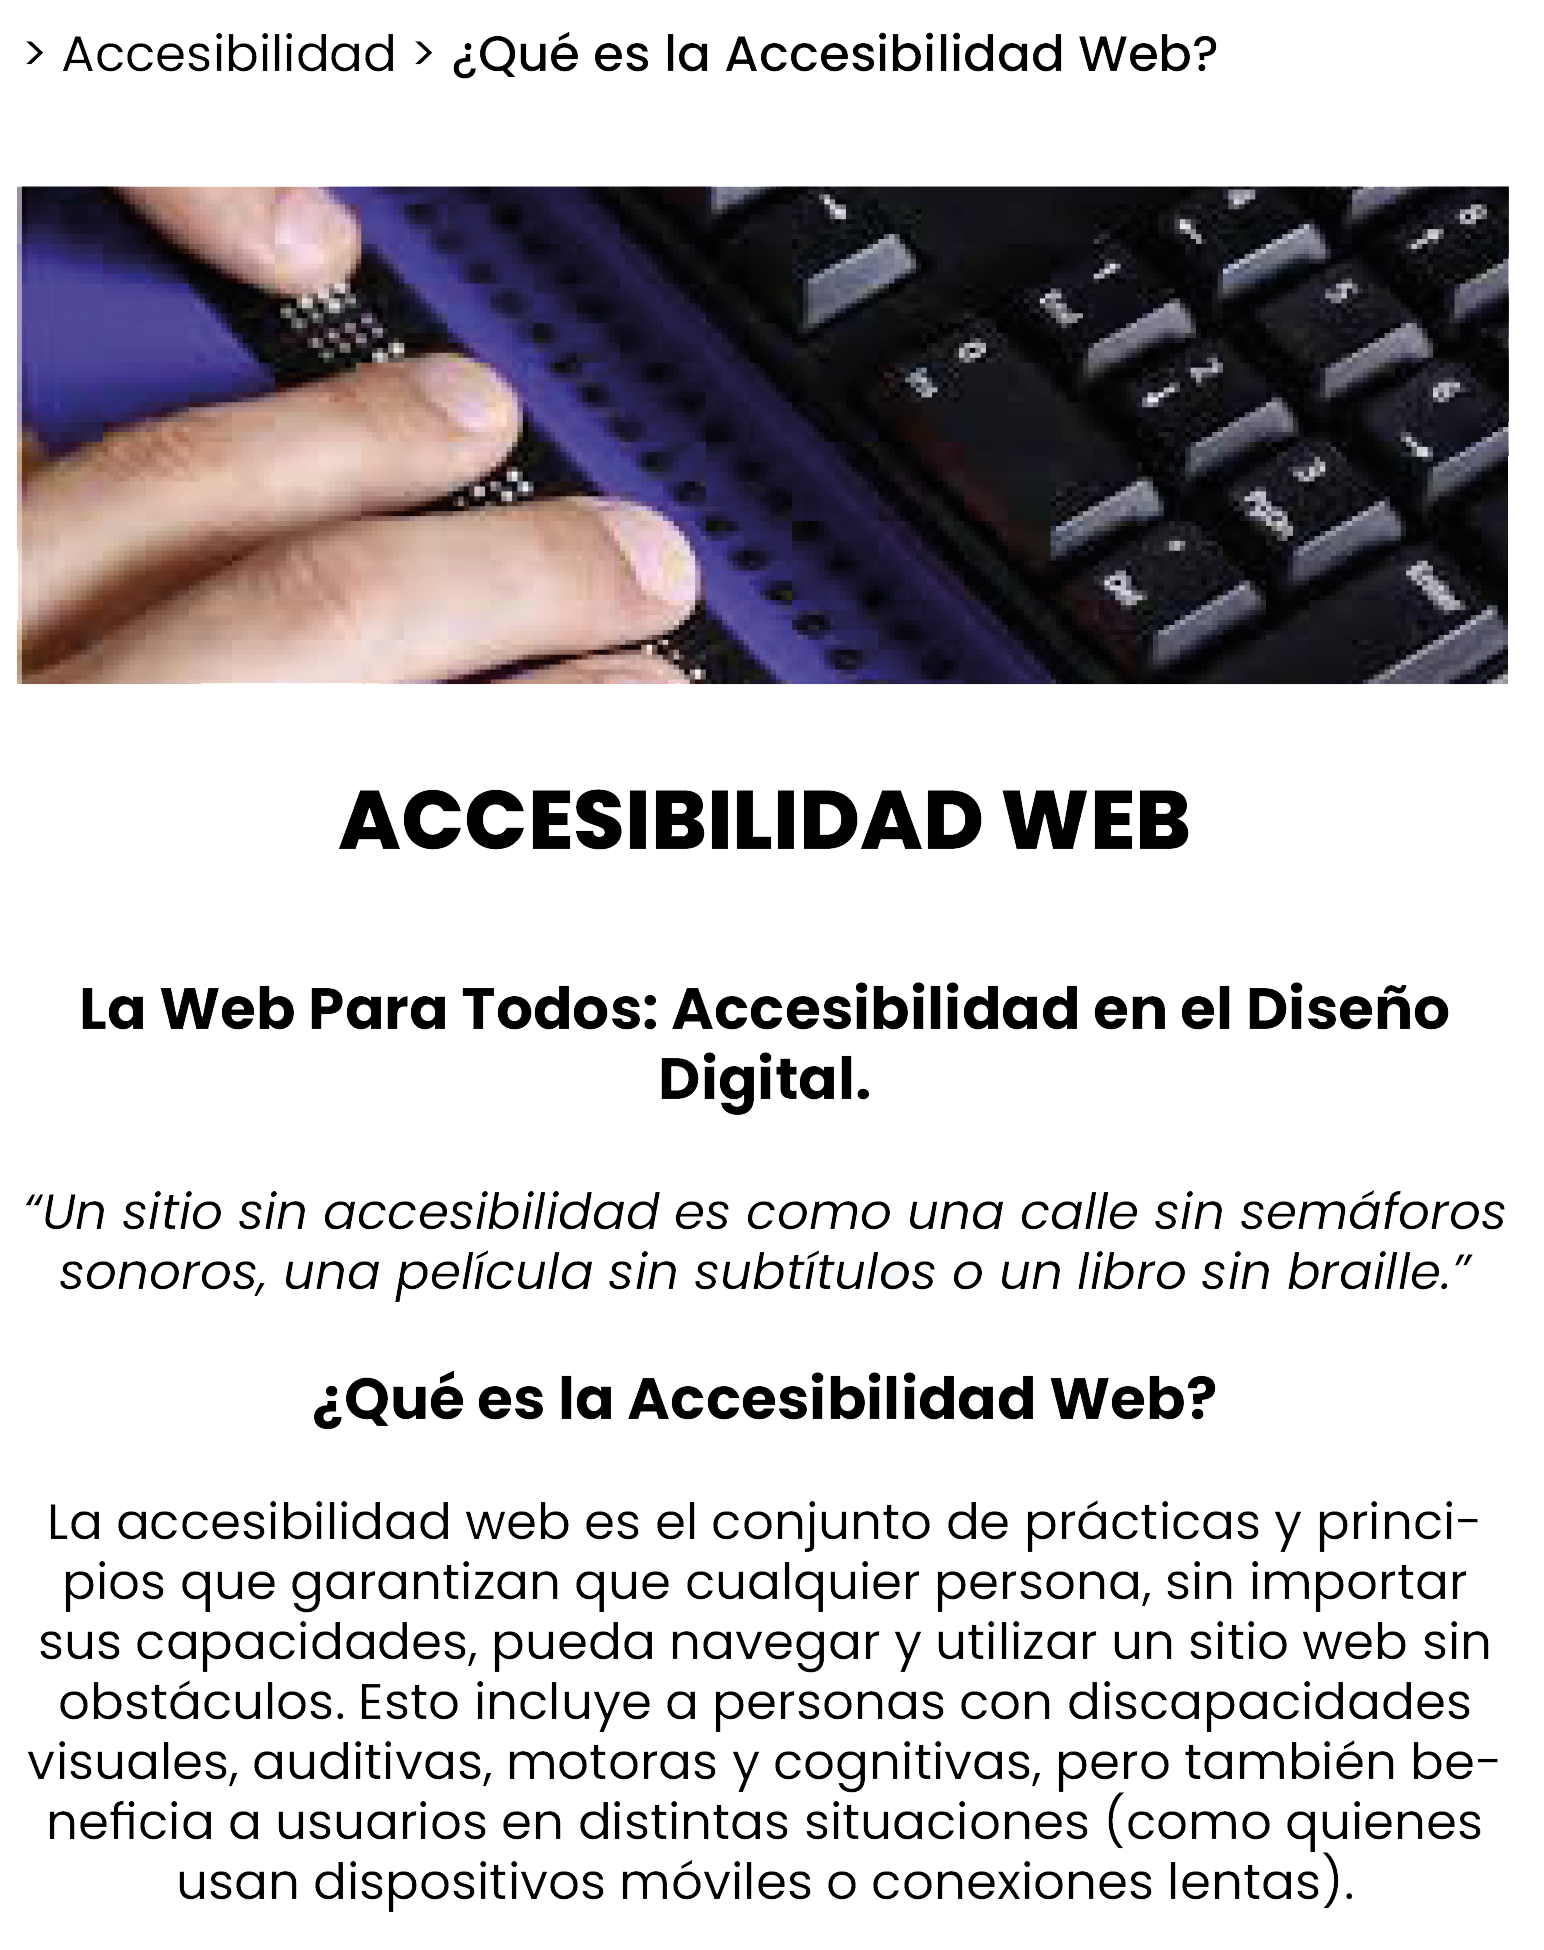 > Accesibilidad > ¿Qué es la Accesibilidad Web?
ACCESIBILIDAD WEB
La Web Para Todos: Accesibilidad en el Diseño
Digital.
“Un sitio sin accesibilidad es como una calle sin semáforos
sonoros, una película sin subtítulos o un libro sin braille.”
¿Qué es la Accesibilidad Web?
La accesibilidad web es el conjunto de prácticas y princi-
pios que garantizan que cualquier persona, sin importar
sus capacidades, pueda navegar y utilizar un sitio web sin
obstáculos. Esto incluye a personas con discapacidades
visuales, auditivas, motoras y cognitivas, pero también be-
neficia a usuarios en distintas situaciones (como quienes
usan dispositivos móviles o conexiones lentas).